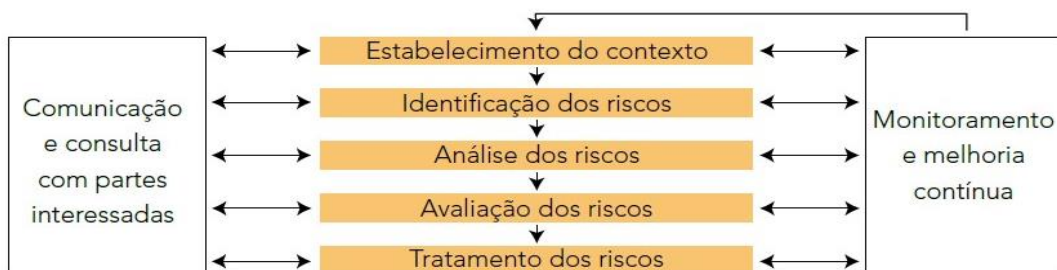 Comunicação
e consulta
com partes
interessadas
Estabelecimento do contexto
Identificação dos riscos
Análise dos riscos
Avaliação dos riscos
Tratamento dos riscos
Monitoramento
e melhoria
contínua